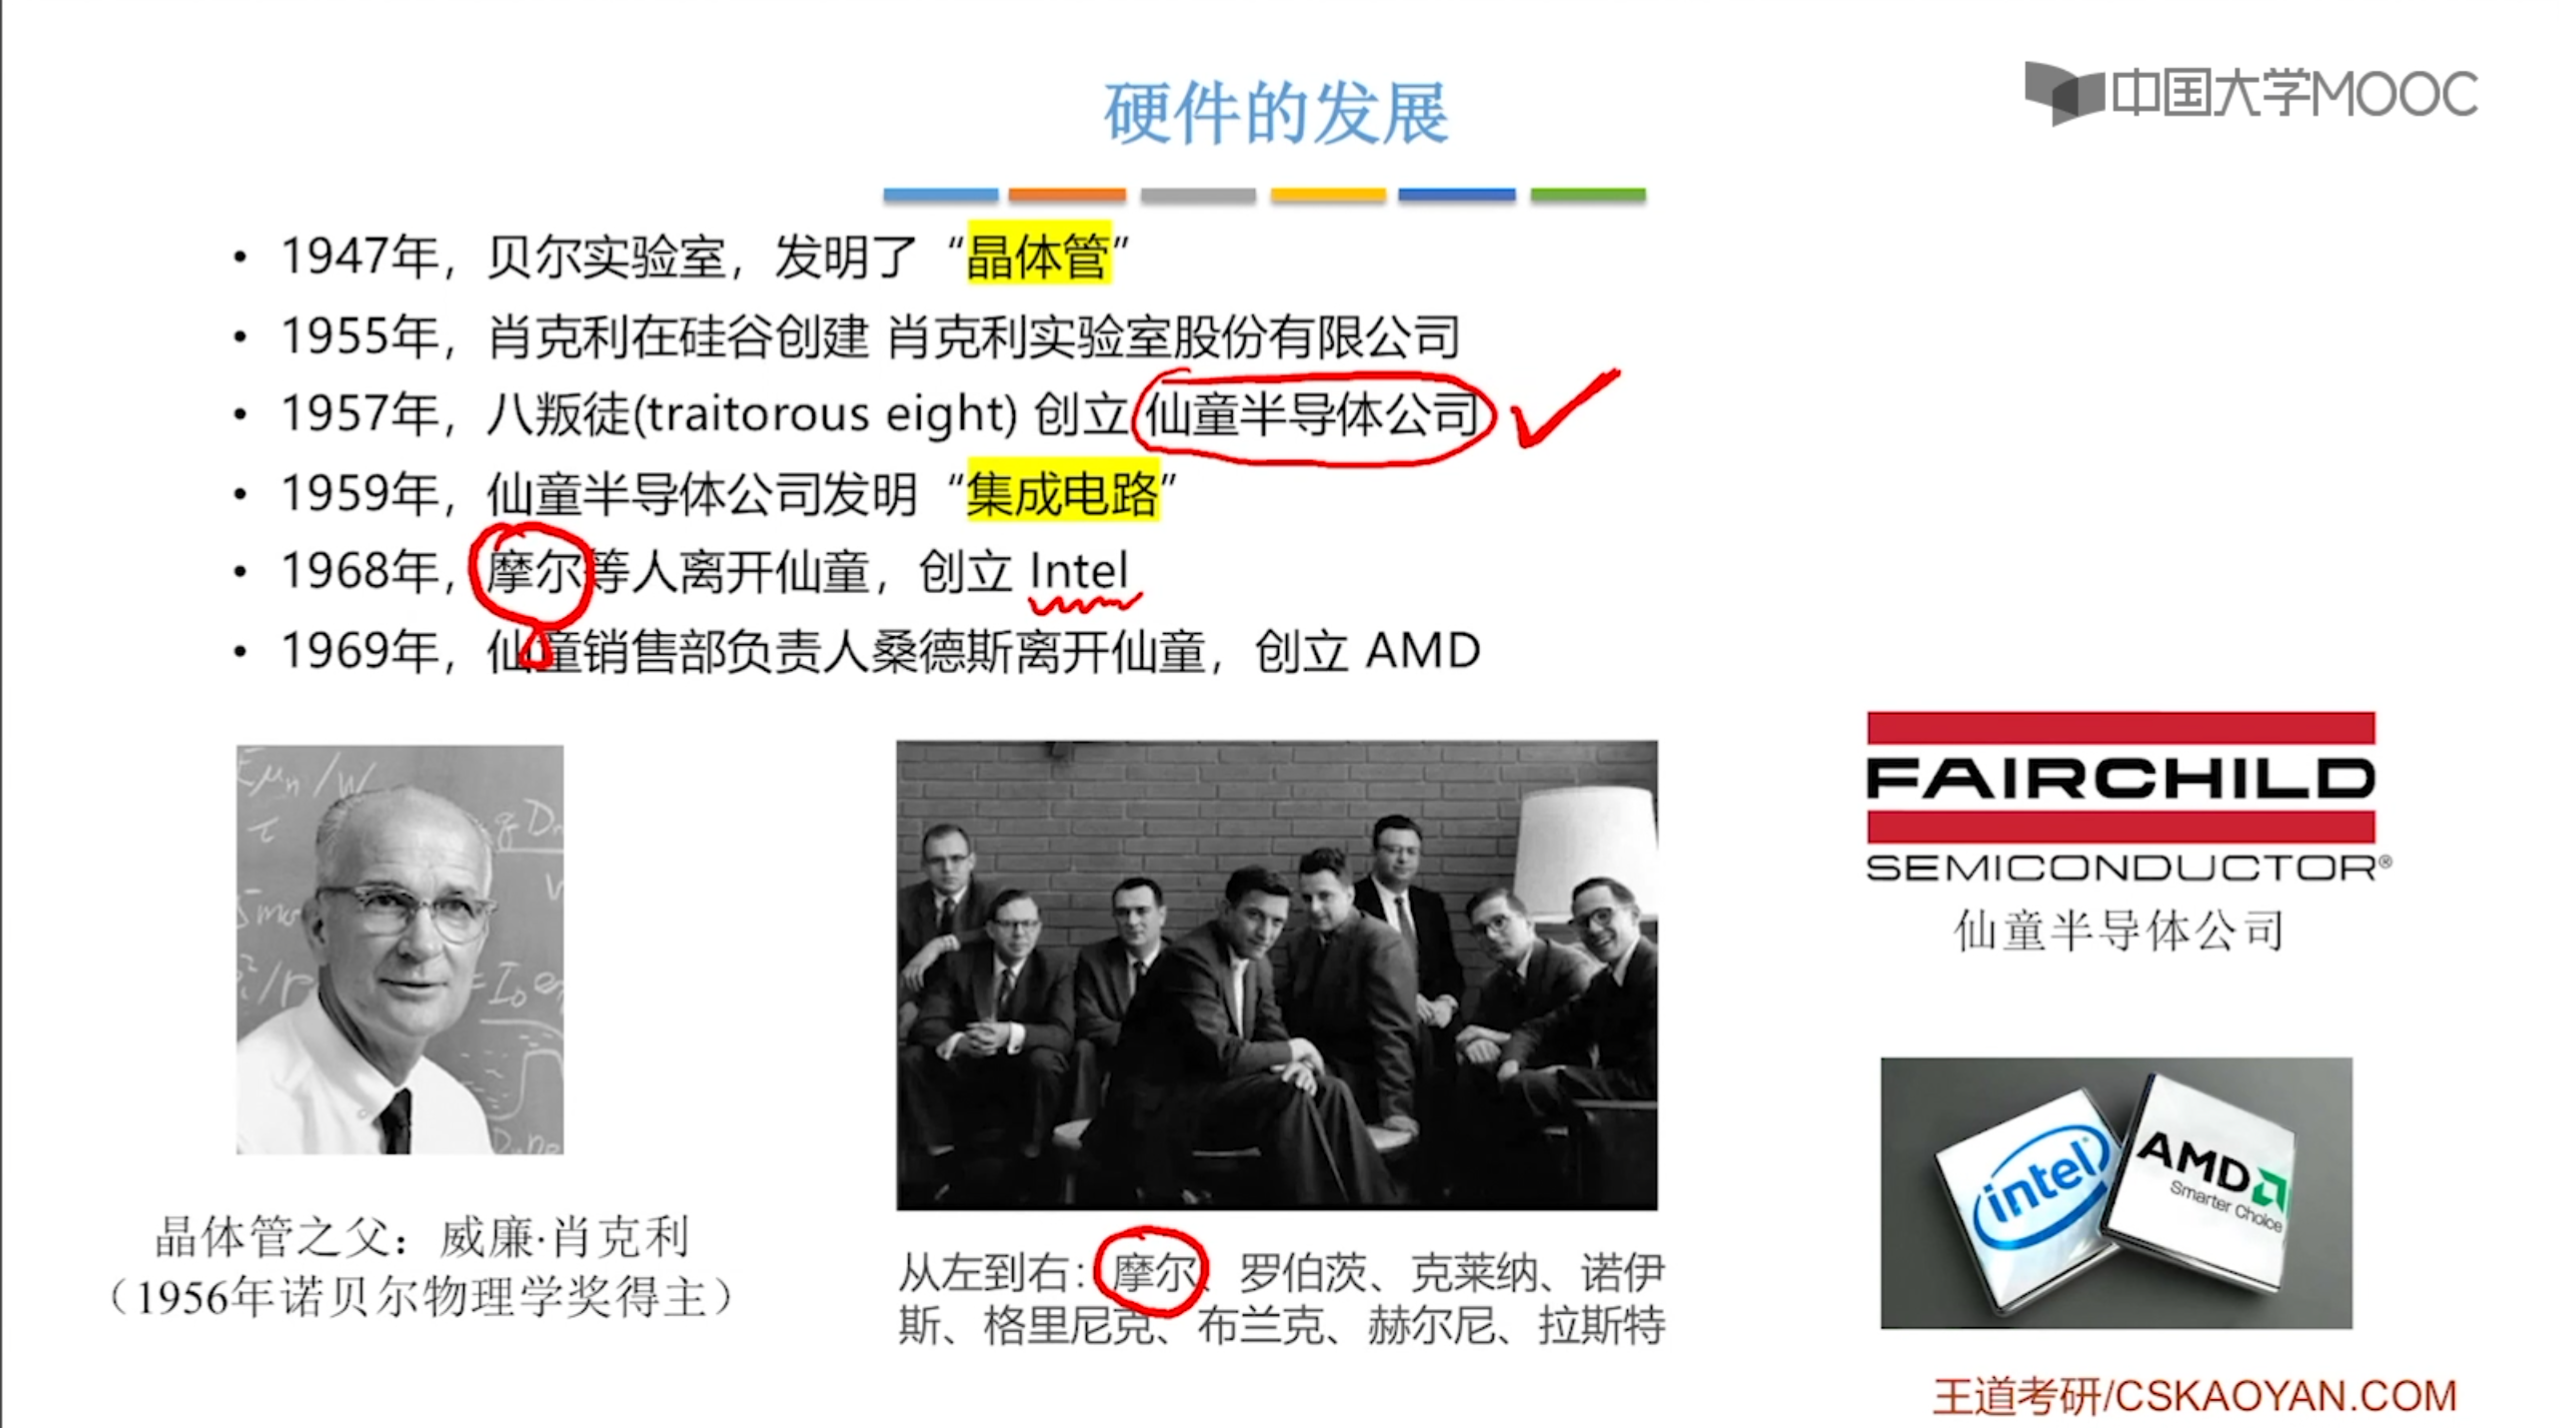 中国大学MOOC
硬件的发展
• 1947年，贝尔实验室，发明了“晶体管”
• 1955年，肖克利在硅谷创建 肖克利实验室股份有限公司
• 1957年，八叛徒(traitorous eight) 创立 仙童半导体公司
• 1959年，仙童半导体公司发明“集成电路”
• 1968年，摩尔等人离开仙童，创立 Intel
• 1969年，仙童销售部负责人桑德斯离开仙童，创立 AMD
晶体管之父：威廉·肖克利
（1956年诺贝尔物理学奖得主）
从左到右：摩尔、罗伯茨、克莱纳、诺伊
斯、格里尼克、布兰克、赫尔尼、拉斯特
FAIRCHILD
SEMICONDUCTOR®
仙童半导体公司
intel
AMD
Smarter Choice
王道考研/CSKAOYAN.COM